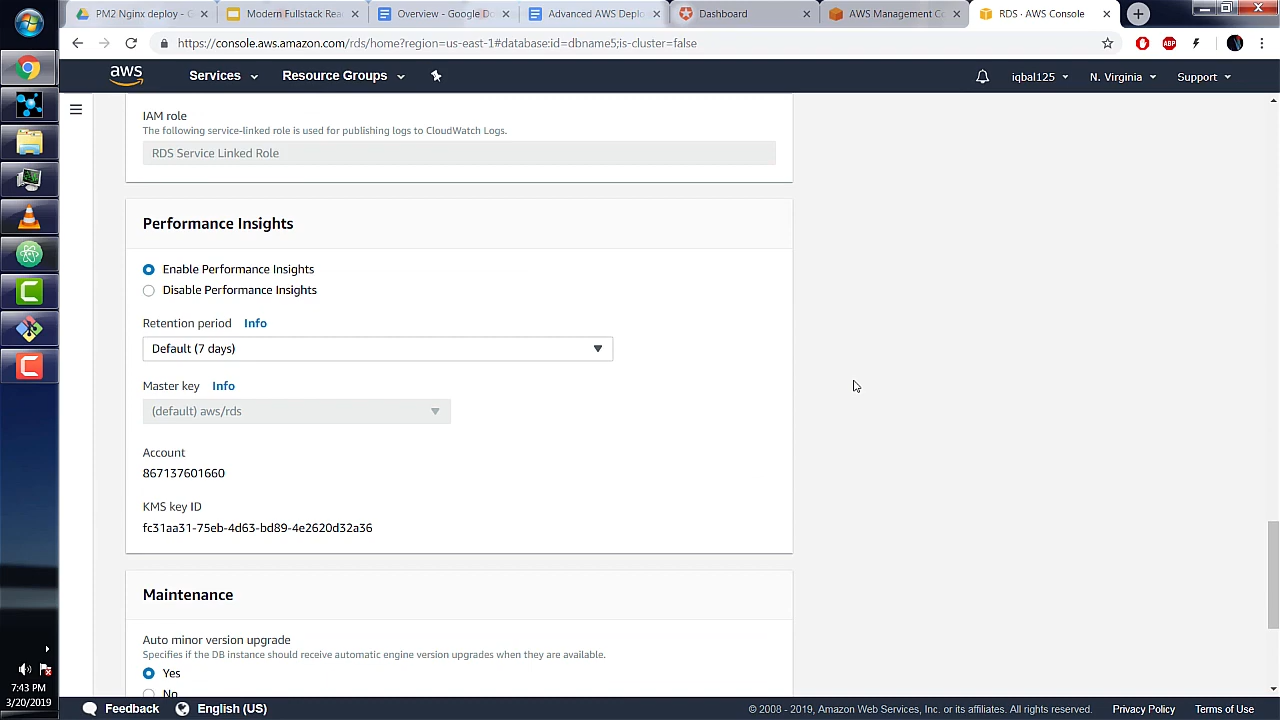 PM2 Nginx deploy - G
Modern Fullstack Rea
Overview - Google Do
Advanced AWS Deplo
Dashboard
AWS Management Co
RDS · AWS Console
https://console.aws.amazon.com/rds/home?region=us-east-1#database:id=dbname5;is-cluster=false
ABP
aws
Services
Resource Groups
iqbal125
N. Virginia
Support
IAM role
The following service-linked role is used for publishing logs to CloudWatch Logs.
RDS Service Linked Role
Performance Insights
Enable Performance Insights
Disable Performance Insights
Retention period Info
Default (7 days)
Master key Info
(default) aws/rds
Account
867137601660
KMS key ID
fc31aa31-75eb-4d63-bd89-4e2620d32a36
Maintenance
Auto minor version upgrade
Specifies if the DB instance should receive automatic engine version upgrades when they are available.
Yes
No
7:43 PM
3/20/2019
Feedback
English (US)
© 2008 - 2019, Amazon Web Services, Inc. or its affiliates. All rights reserved.
Privacy Policy
Terms of Use